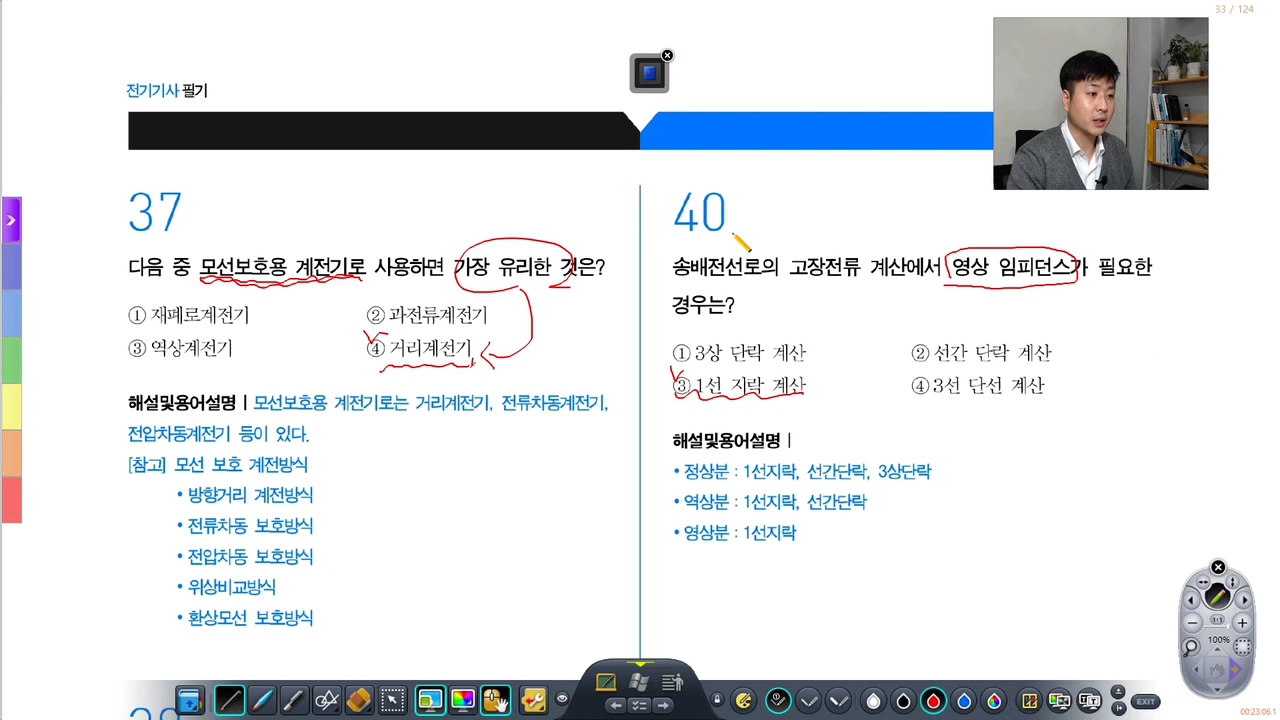 33 / 124
전기기사 필기
37
다음 중 모선보호용 계전기로 사용하면 가장 유리한 것은?
① 재폐로계전기
② 과전류계전기
③ 역상계전기
④ 거리계전기
해설및용어설명 | 모선보호용 계전기로는 거리계전기, 전류차동계전기,
전압차동계전기 등이 있다.
[참고] 모선 보호 계전방식
• 방향거리 계전방식
• 전류차동 보호방식
• 전압차동 보호방식
• 위상비교방식
• 환상모선 보호방식
40
송배전선로의 고장전류 계산에서 영상 임피던스가 필요한
경우는?
① 3상 단락 계산
② 선간 단락 계산
③ 1선 지락 계산
④ 3선 단선 계산
해설및용어설명 |
• 정상분 : 1선지락, 선간단락, 3상단락
• 역상분 : 1선지락, 선간단락
• 영상분 : 1선지락
1:1
100%
EXIT
00:23:06.1